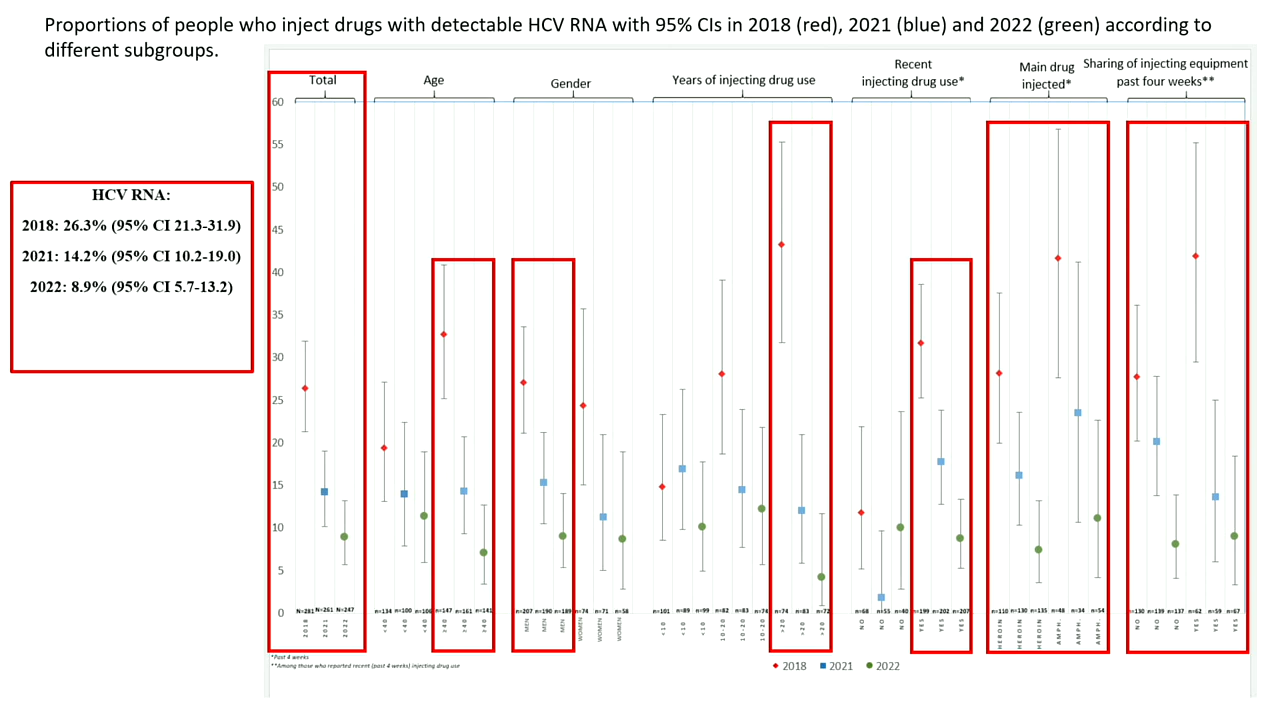 Proportions of people who inject drugs with detectable HCV RNA with 95% CIs in 2018 (red), 2021 (blue) and 2022 (green) according to
different subgroups.
HCV RNA:
2018: 26.3% (95% CI 21.3-31.9)
2021: 14.2% (95% CI 10.2-19.0)
2022: 8.9% (95% CI 5.7-13.2)
Total
Age
Gender
Years of injecting drug use
Recent
injecting drug use*
Main drug
injected*
Sharing of injecting equipment
past four weeks**
60
55
50
45
40
35
30
25
20
15
10
5
0
N=281 N=261 N=247 n=134 n=100 n=106 n=147 n=161 n=141 n=207 n=190 n=189 n=74 n=71 n=58 n=101 n=89 n=99 n=82 n=83 n=74 n=74 n=83 n=72 n=68 n=55 n=40 n=199 n=202 n=207 n=110 n=130 n=135 n=48 n=34 n=54 n=130 n=139 n=137 n=62 n=59 n=67
2018 2021 2022 <40 <40 <40 ≥40 ≥40 ≥40 MEN MEN MEN WOMEN WOMEN WOMEN <10 <10 <10 10-20 10-20 10-20 >20 >20 >20 NO NO NO YES YES YES HEROIN HEROIN HEROIN AMPH. AMPH. AMPH. NO NO NO YES YES YES
*Past 4 weeks
**Among those who reported recent (past 4 weeks) injecting drug use
2018 2021 2022